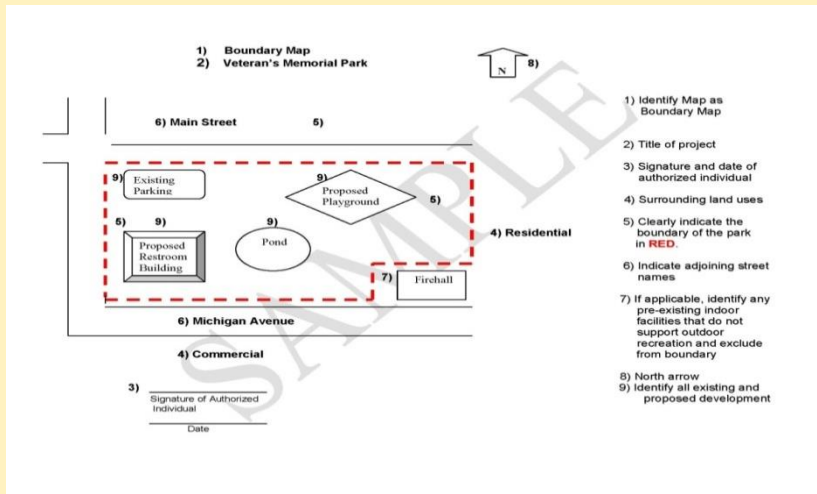 1) Boundary Map
2) Veteran's Memorial Park
N 8)
6) Main Street 5)
9) Existing
Parking
9)
Proposed
Playground
5)
5) 9)
Proposed
Restroom
Building
9)
Pond
4) Residential
7) Firehall
6) Michigan Avenue
4) Commercial
3)
Signature of Authorized
Individual
Date
SAMPLE
1) Identify Map as
Boundary Map
2) Title of project
3) Signature and date of
authorized individual
4) Surrounding land uses
5) Clearly indicate the
boundary of the park
in RED.
6) Indicate adjoining street
names
7) If applicable, identify any
pre-existing indoor
facilities that do not
support outdoor
recreation and exclude
from boundary
8) North arrow
9) Identify all existing and
proposed development